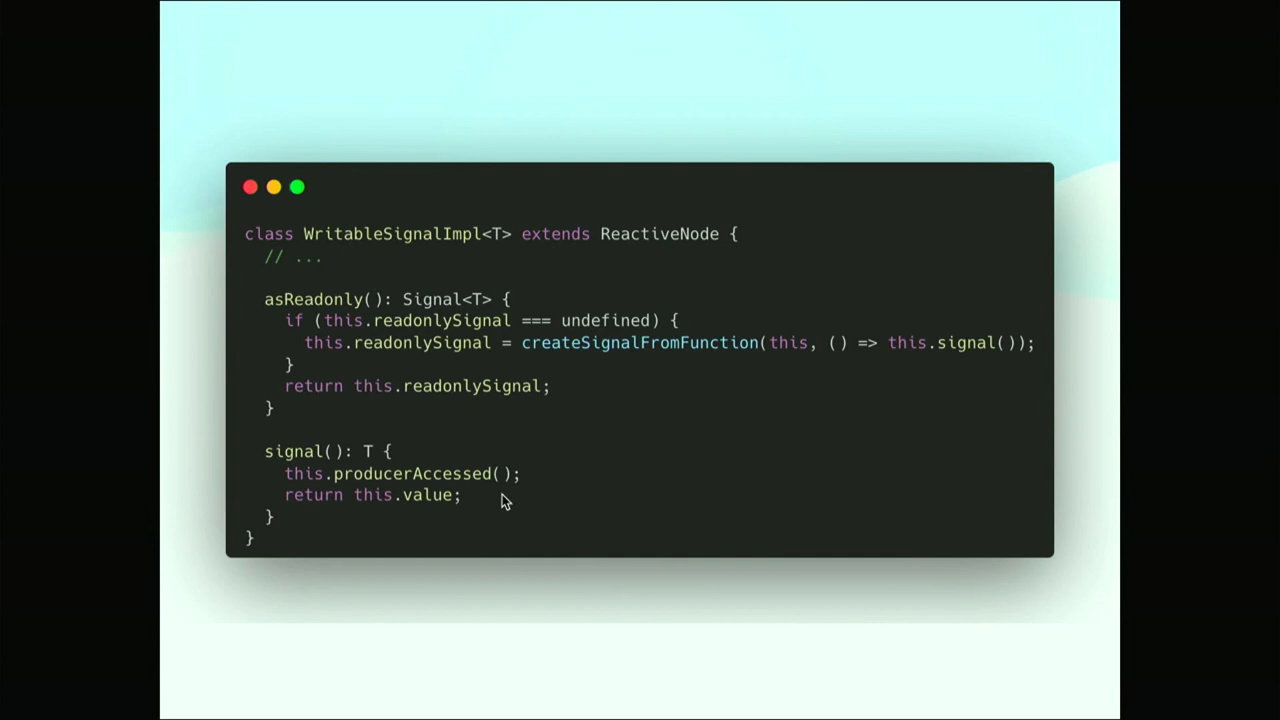 class WritableSignalImpl<T> extends ReactiveNode {
// ...
asReadonly(): Signal<T> {
if (this.readonlySignal === undefined) {
this.readonlySignal = createSignalFromFunction(this, () => this.signal());
}
return this.readonlySignal;
}
signal(): T {
this.producerAccessed();
return this.value;
}
}